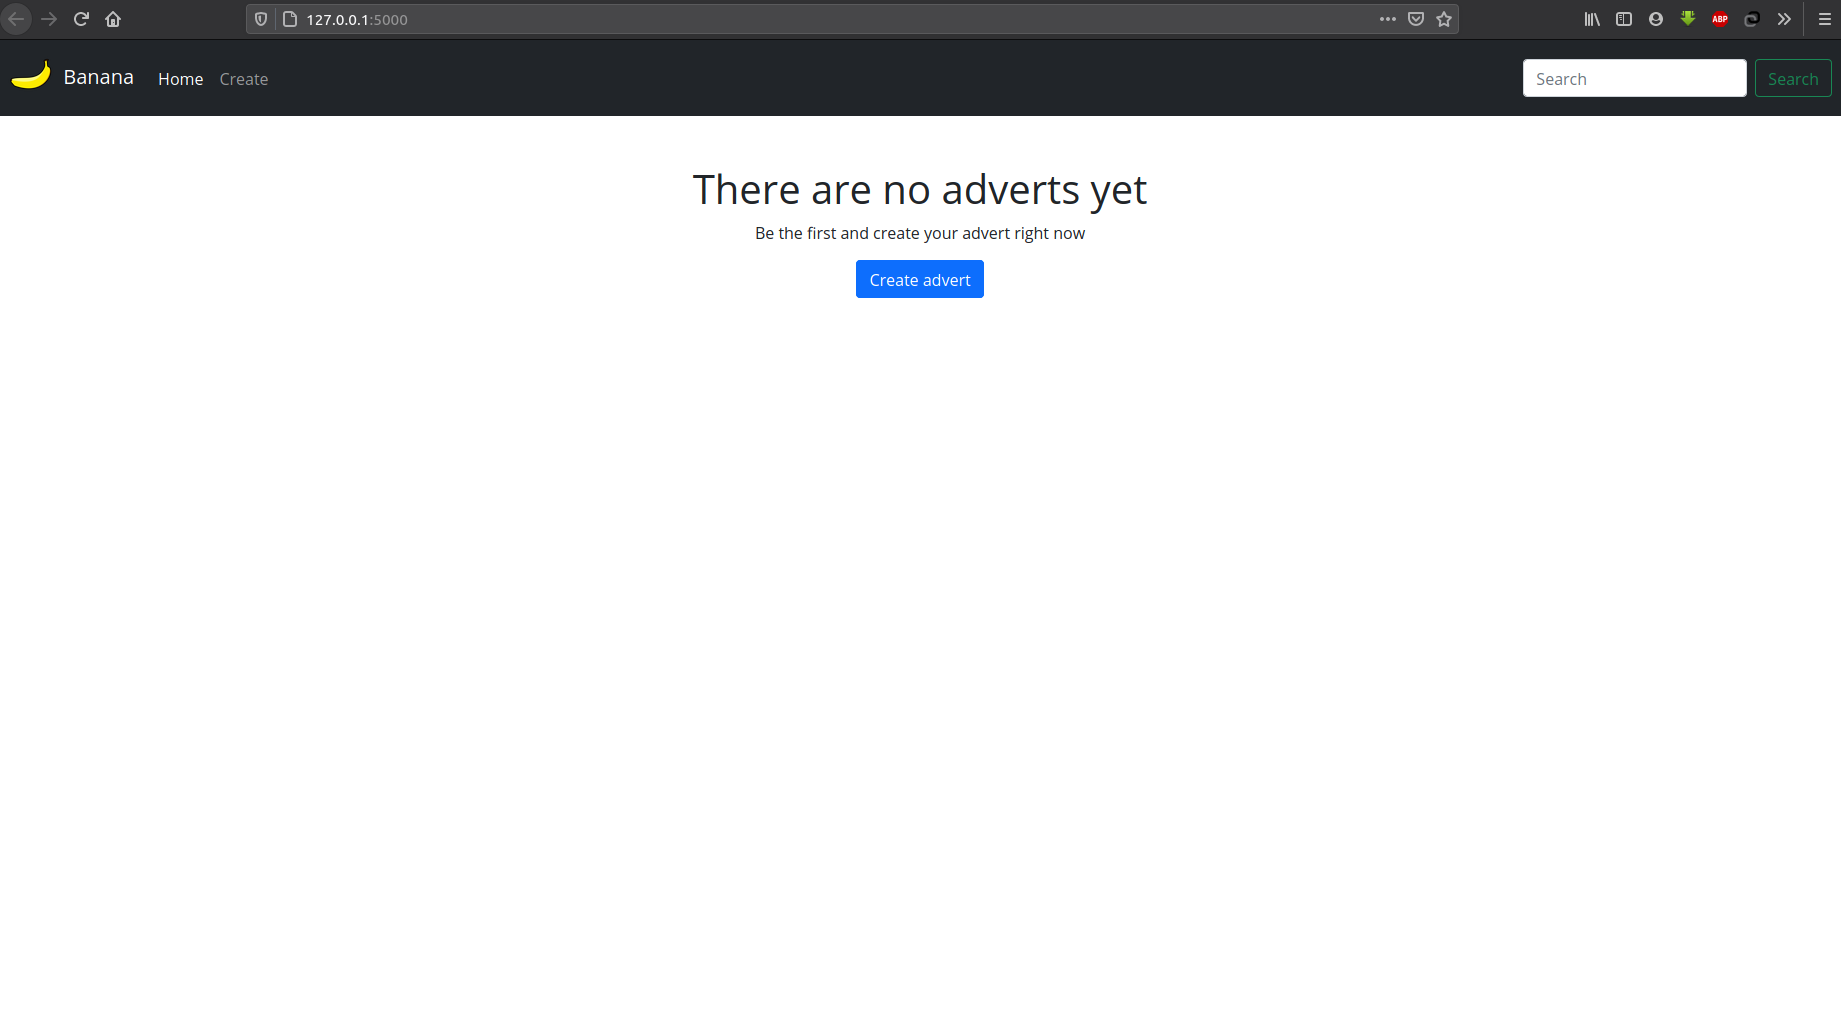 127.0.0.1:5000
ABP
Banana Home Create Search Search
There are no adverts yet
Be the first and create your advert right now
Create advert